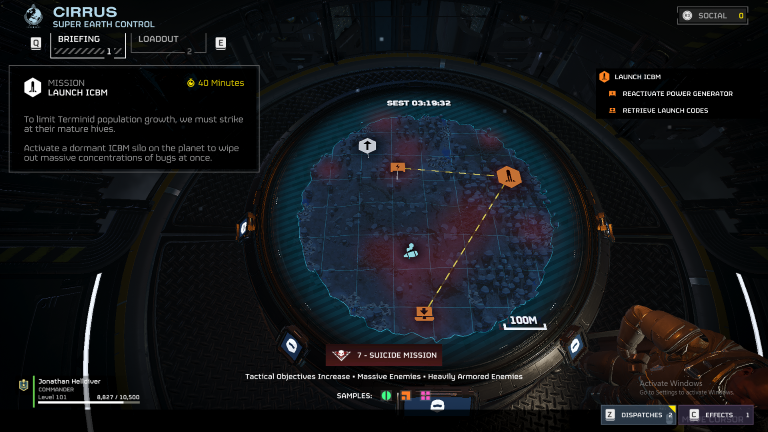 CIRRUS
SUPER EARTH CONTROL
Q
BRIEFING
1
LOADOUT
2
E
SOCIAL 0
MISSION
LAUNCH ICBM
40 Minutes
To limit Terminid population growth, we must strike
at their mature hives.
Activate a dormant ICBM silo on the planet to wipe
out massive concentrations of bugs at once.
LAUNCH ICBM
REACTIVATE POWER GENERATOR
RETRIEVE LAUNCH CODES
SEST 03:19:32
100M
7 - SUICIDE MISSION
Tactical Objectives Increase • Massive Enemies • Heavily Armored Enemies
SAMPLES:
Jonathan Helldiver
COMMANDER
Level 101
8,827 / 10,500
Activate Windows
Go to Settings to activate Windows.
Z DISPATCHES 2
C EFFECTS 1
MOVE CURSOR